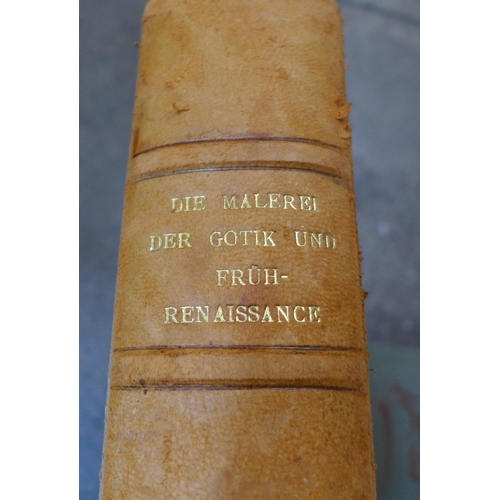 DIE MALEREI
DER GOTIK UND
FRÜH-
RENAISSANCE